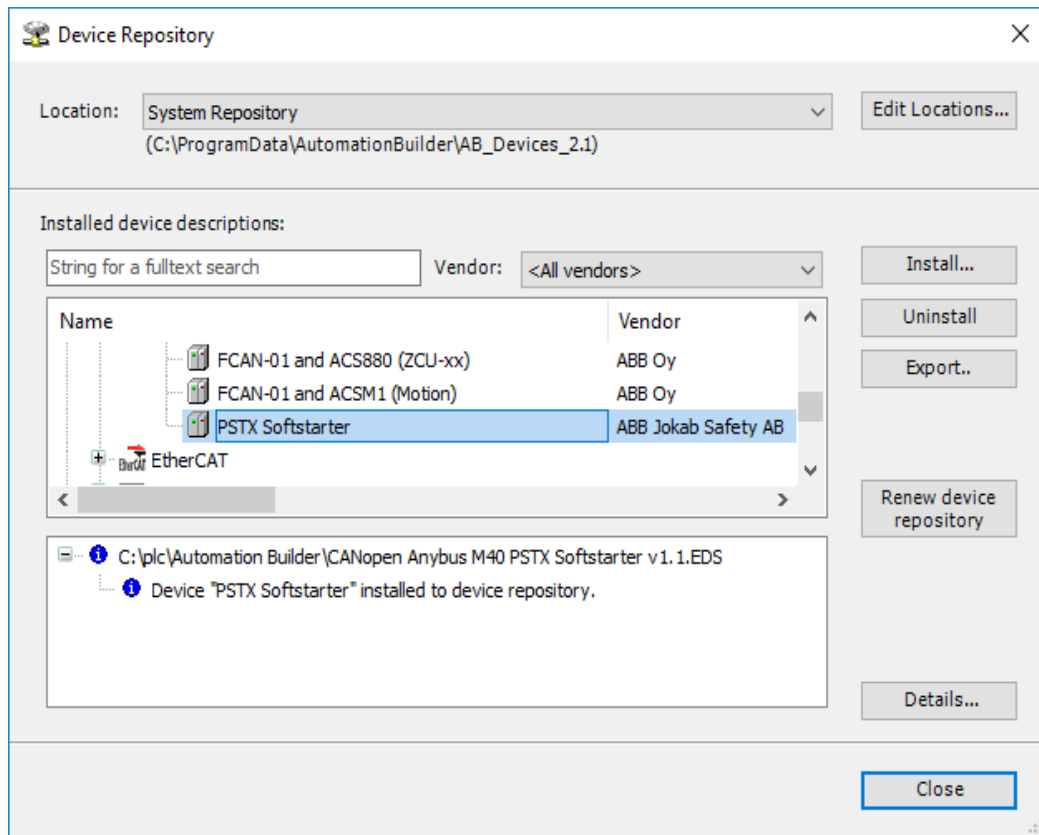 Device Repository
Location:
System Repository
Edit Locations...
(C:\ProgramData\AutomationBuilder\AB_Devices_2.1)
Installed device descriptions:
String for a fulltext search
Vendor:
<All vendors>
Install...
Name
Vendor
Uninstall
FCAN-01 and ACS880 (ZCU-xx)
ABB Oy
Export..
FCAN-01 and ACSM1 (Motion)
ABB Oy
PSTX Softstarter
ABB Jokab Safety AB
EtherCAT
EtherCAT
Renew device
repository
C:\plc\Automation Builder\CANopen Anybus M40 PSTX Softstarter v1.1.EDS
Device "PSTX Softstarter" installed to device repository.
Details...
Close